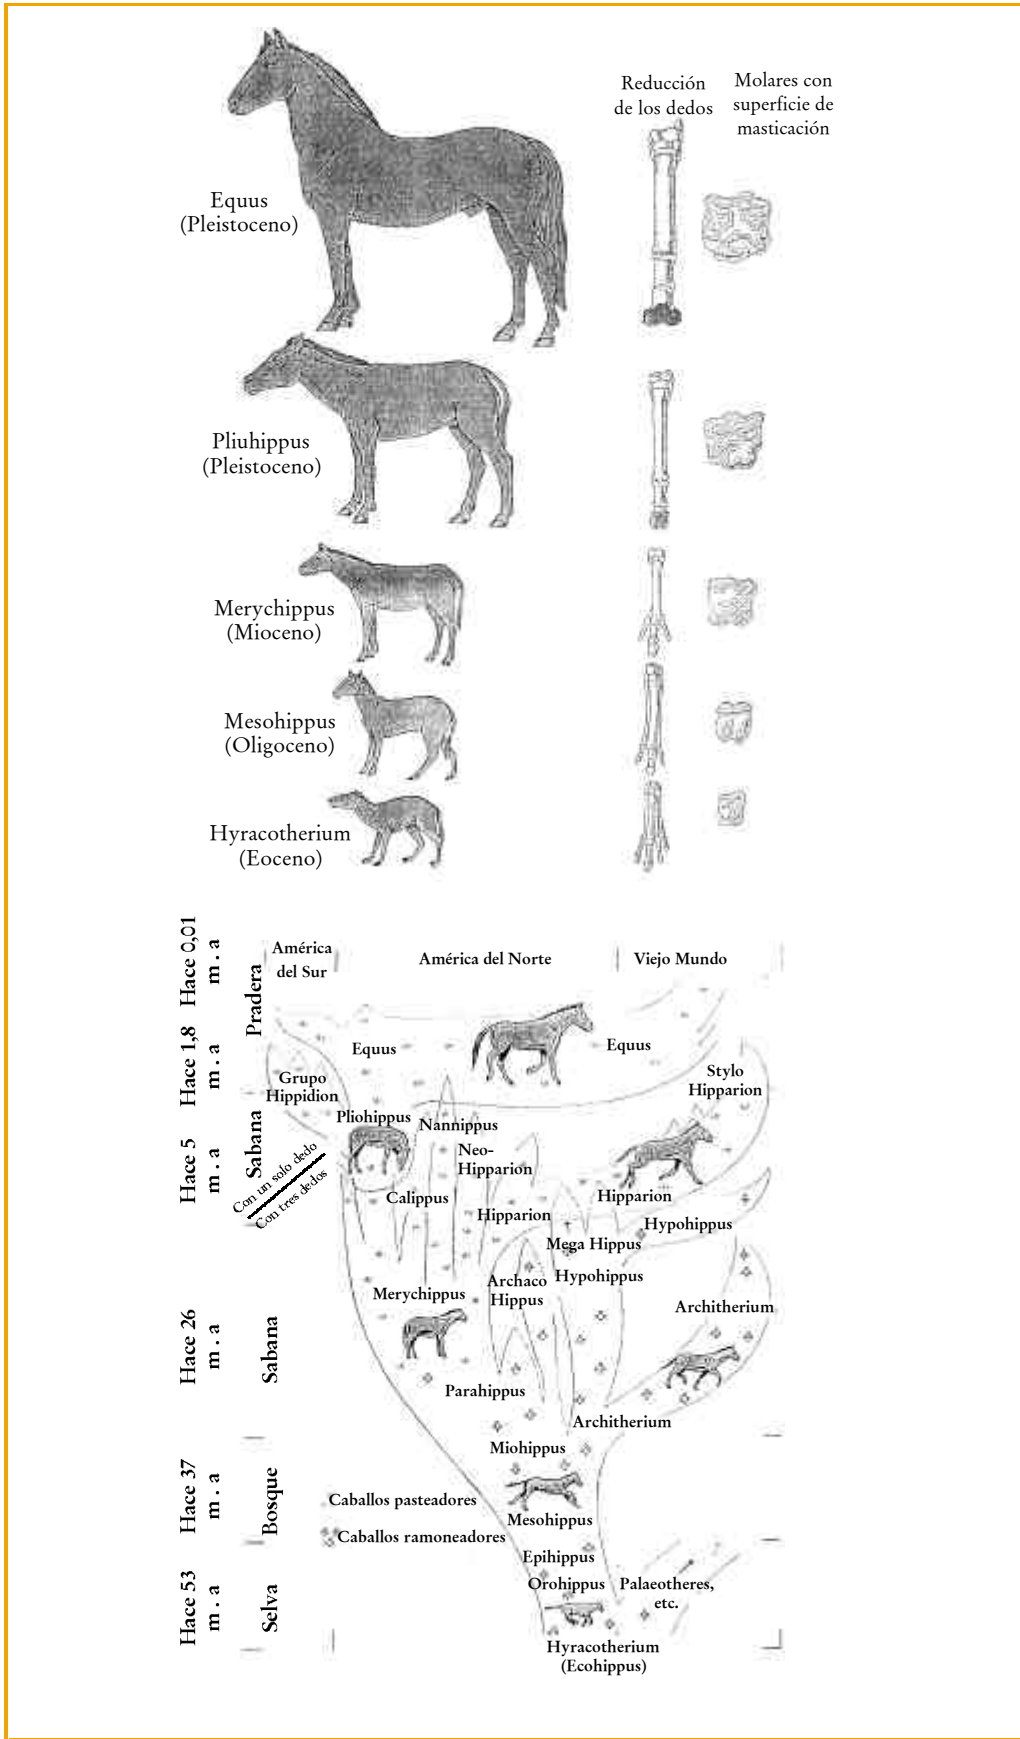 Reducción
de los dedos
Molares con
superficie de
masticación
Equus
(Pleistoceno)
Pliuhippus
(Pleistoceno)
Merychippus
(Mioceno)
Mesohippus
(Oligoceno)
Hyracotherium
(Eoceno)
Hace 0,01
m . a
Hace 1,8
m . a
Hace 5
m . a
Hace 26
m . a
Hace 37
m . a
Hace 53
m . a
Pradera
Sabana
Sabana
Bosque
Selva
América
del Sur
América del Norte
Viejo Mundo
Equus
Equus
Grupo
Hippidion
Stylo
Hipparion
Pliohippus
Nannippus
Neo-
Hipparion
Con un solo dedo
Con tres dedos
Calippus
Hipparion
Hipparion
Hypohippus
Mega Hippus
Hypohippus
Archaco
Hippus
Merychippus
Architherium
Parahippus
Architherium
Miohippus
Caballos pasteadores
Mesohippus
Caballos ramoneadores
Epihippus
Orohippus
Palaeotheres,
etc.
Hyracotherium
(Ecohippus)